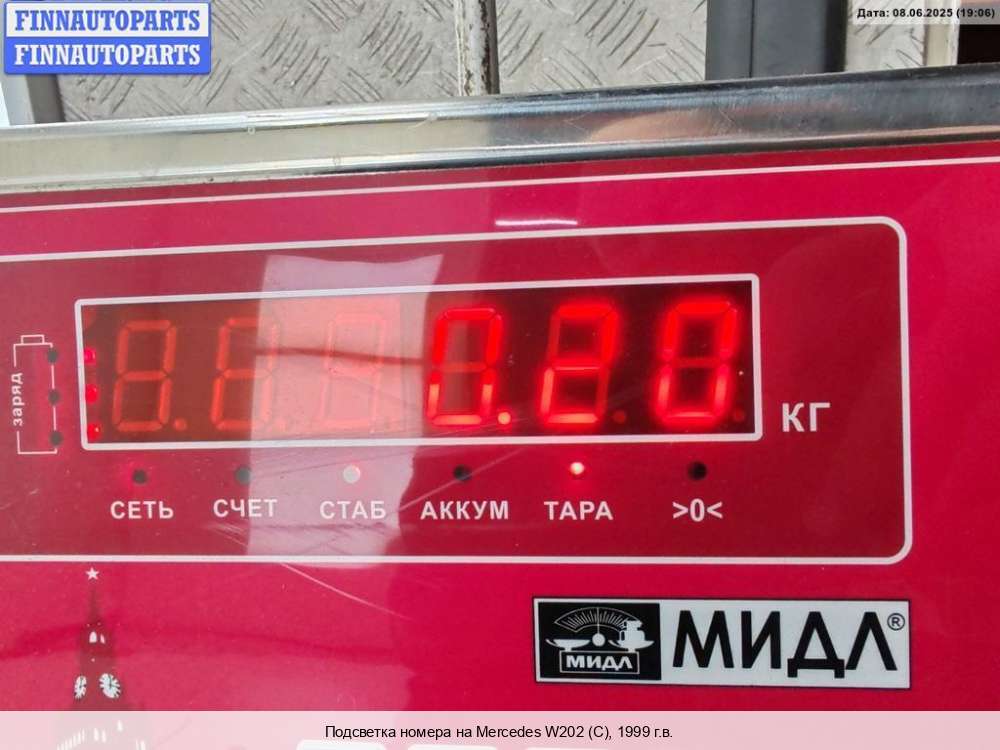 FINNAUTOPARTS
FINNAUTOPARTS
Дата: 08.06.2025 (19:06)
заряд
0.20
КГ
СЕТЬ СЧЕТ СТАБ АККУМ ТАРА >0<
МИДЛ МИДЛ®
Подсветка номера на Mercedes W202 (C), 1999 г.в.